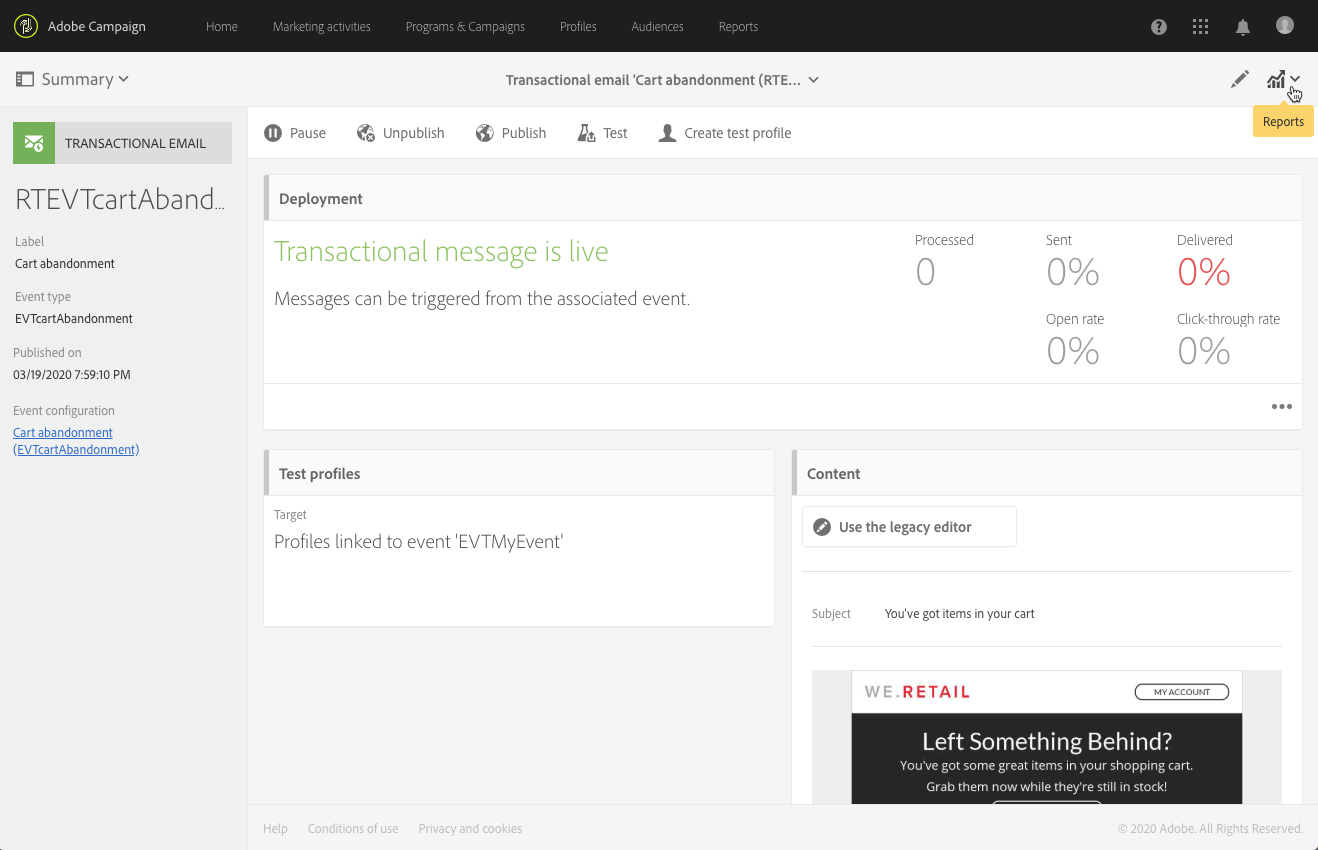 Adobe Campaign
Home
Marketing activities
Programs & Campaigns
Profiles
Audiences
Reports
Summary
Transactional email 'Cart abandonment (RTE...
Reports
TRANSACTIONAL EMAIL
RTEVTcartAband...
Label
Cart abandonment
Event type
EVTcartAbandonment
Published on
03/19/2020 7:59:10 PM
Event configuration
Cart abandonment
(EVTcartAbandonment)
Pause
Unpublish
Publish
Test
Create test profile
Deployment
Transactional message is live
Messages can be triggered from the associated event.
Processed
0
Sent
0%
Delivered
0%
Open rate
0%
Click-through rate
0%
Test profiles
Target
Profiles linked to event 'EVTMyEvent'
Content
Use the legacy editor
Subject
You've got items in your cart
WE.RETAIL
MY ACCOUNT
Left Something Behind?
You've got some great items in your shopping cart.
Grab them now while they're still in stock!
Help
Conditions of use
Privacy and cookies
© 2020 Adobe. All Rights Reserved.